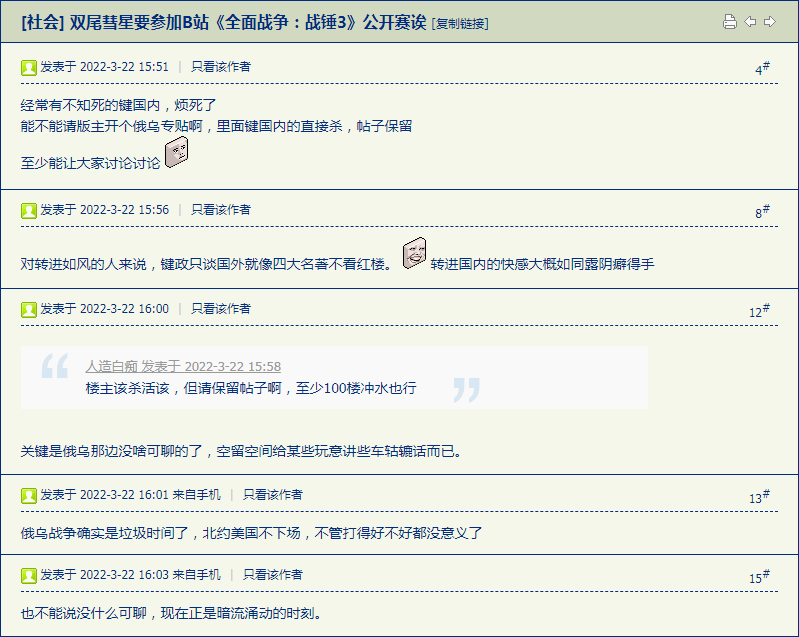 [社会] 双尾彗星要参加B站《全面战争：战锤3》公开赛诶 [复制链接]
发表于 2022-3-22 15:51 | 只看该作者 4#
经常有不知死的键国内，烦死了
能不能请版主开个俄乌专贴啊，里面键国内的直接杀，帖子保留
至少能让大家讨论讨论
发表于 2022-3-22 15:56 | 只看该作者 8#
对转进如风的人来说，键政只谈国外就像四大名著不看红楼。 转进国内的快感大概如同露阴癖得手
发表于 2022-3-22 16:00 | 只看该作者 12#
人造白痴 发表于 2022-3-22 15:58
楼主该杀活该，但请保留帖子啊，至少100楼冲水也行
关键是俄乌那边没啥可聊的了，空留空间给某些玩意讲些车轱辘话而已。
发表于 2022-3-22 16:01 来自手机 | 只看该作者 13#
俄乌战争确实是垃圾时间了，北约美国不下场，不管打得好不好都没意义了
发表于 2022-3-22 16:03 来自手机 | 只看该作者 15#
也不能说没什么可聊，现在正是暗流涌动的时刻。